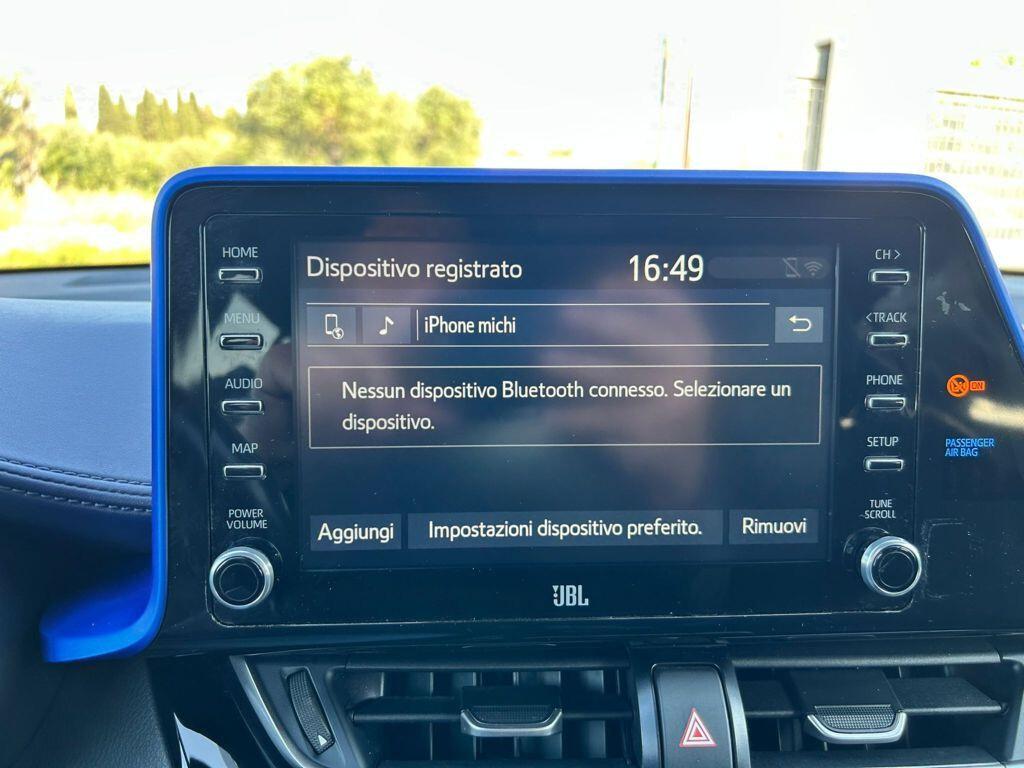 HOME
MENU
AUDIO
MAP
POWER
VOLUME
Dispositivo registrato
16:49
iPhone michi
Nessun dispositivo Bluetooth connesso. Selezionare un
dispositivo.
Aggiungi
Impostazioni dispositivo preferito.
Rimuovi
JBL
CH >
< TRACK
PHONE
SETUP
TUNE
SCROLL
ON
PASSENGER
AIR BAG